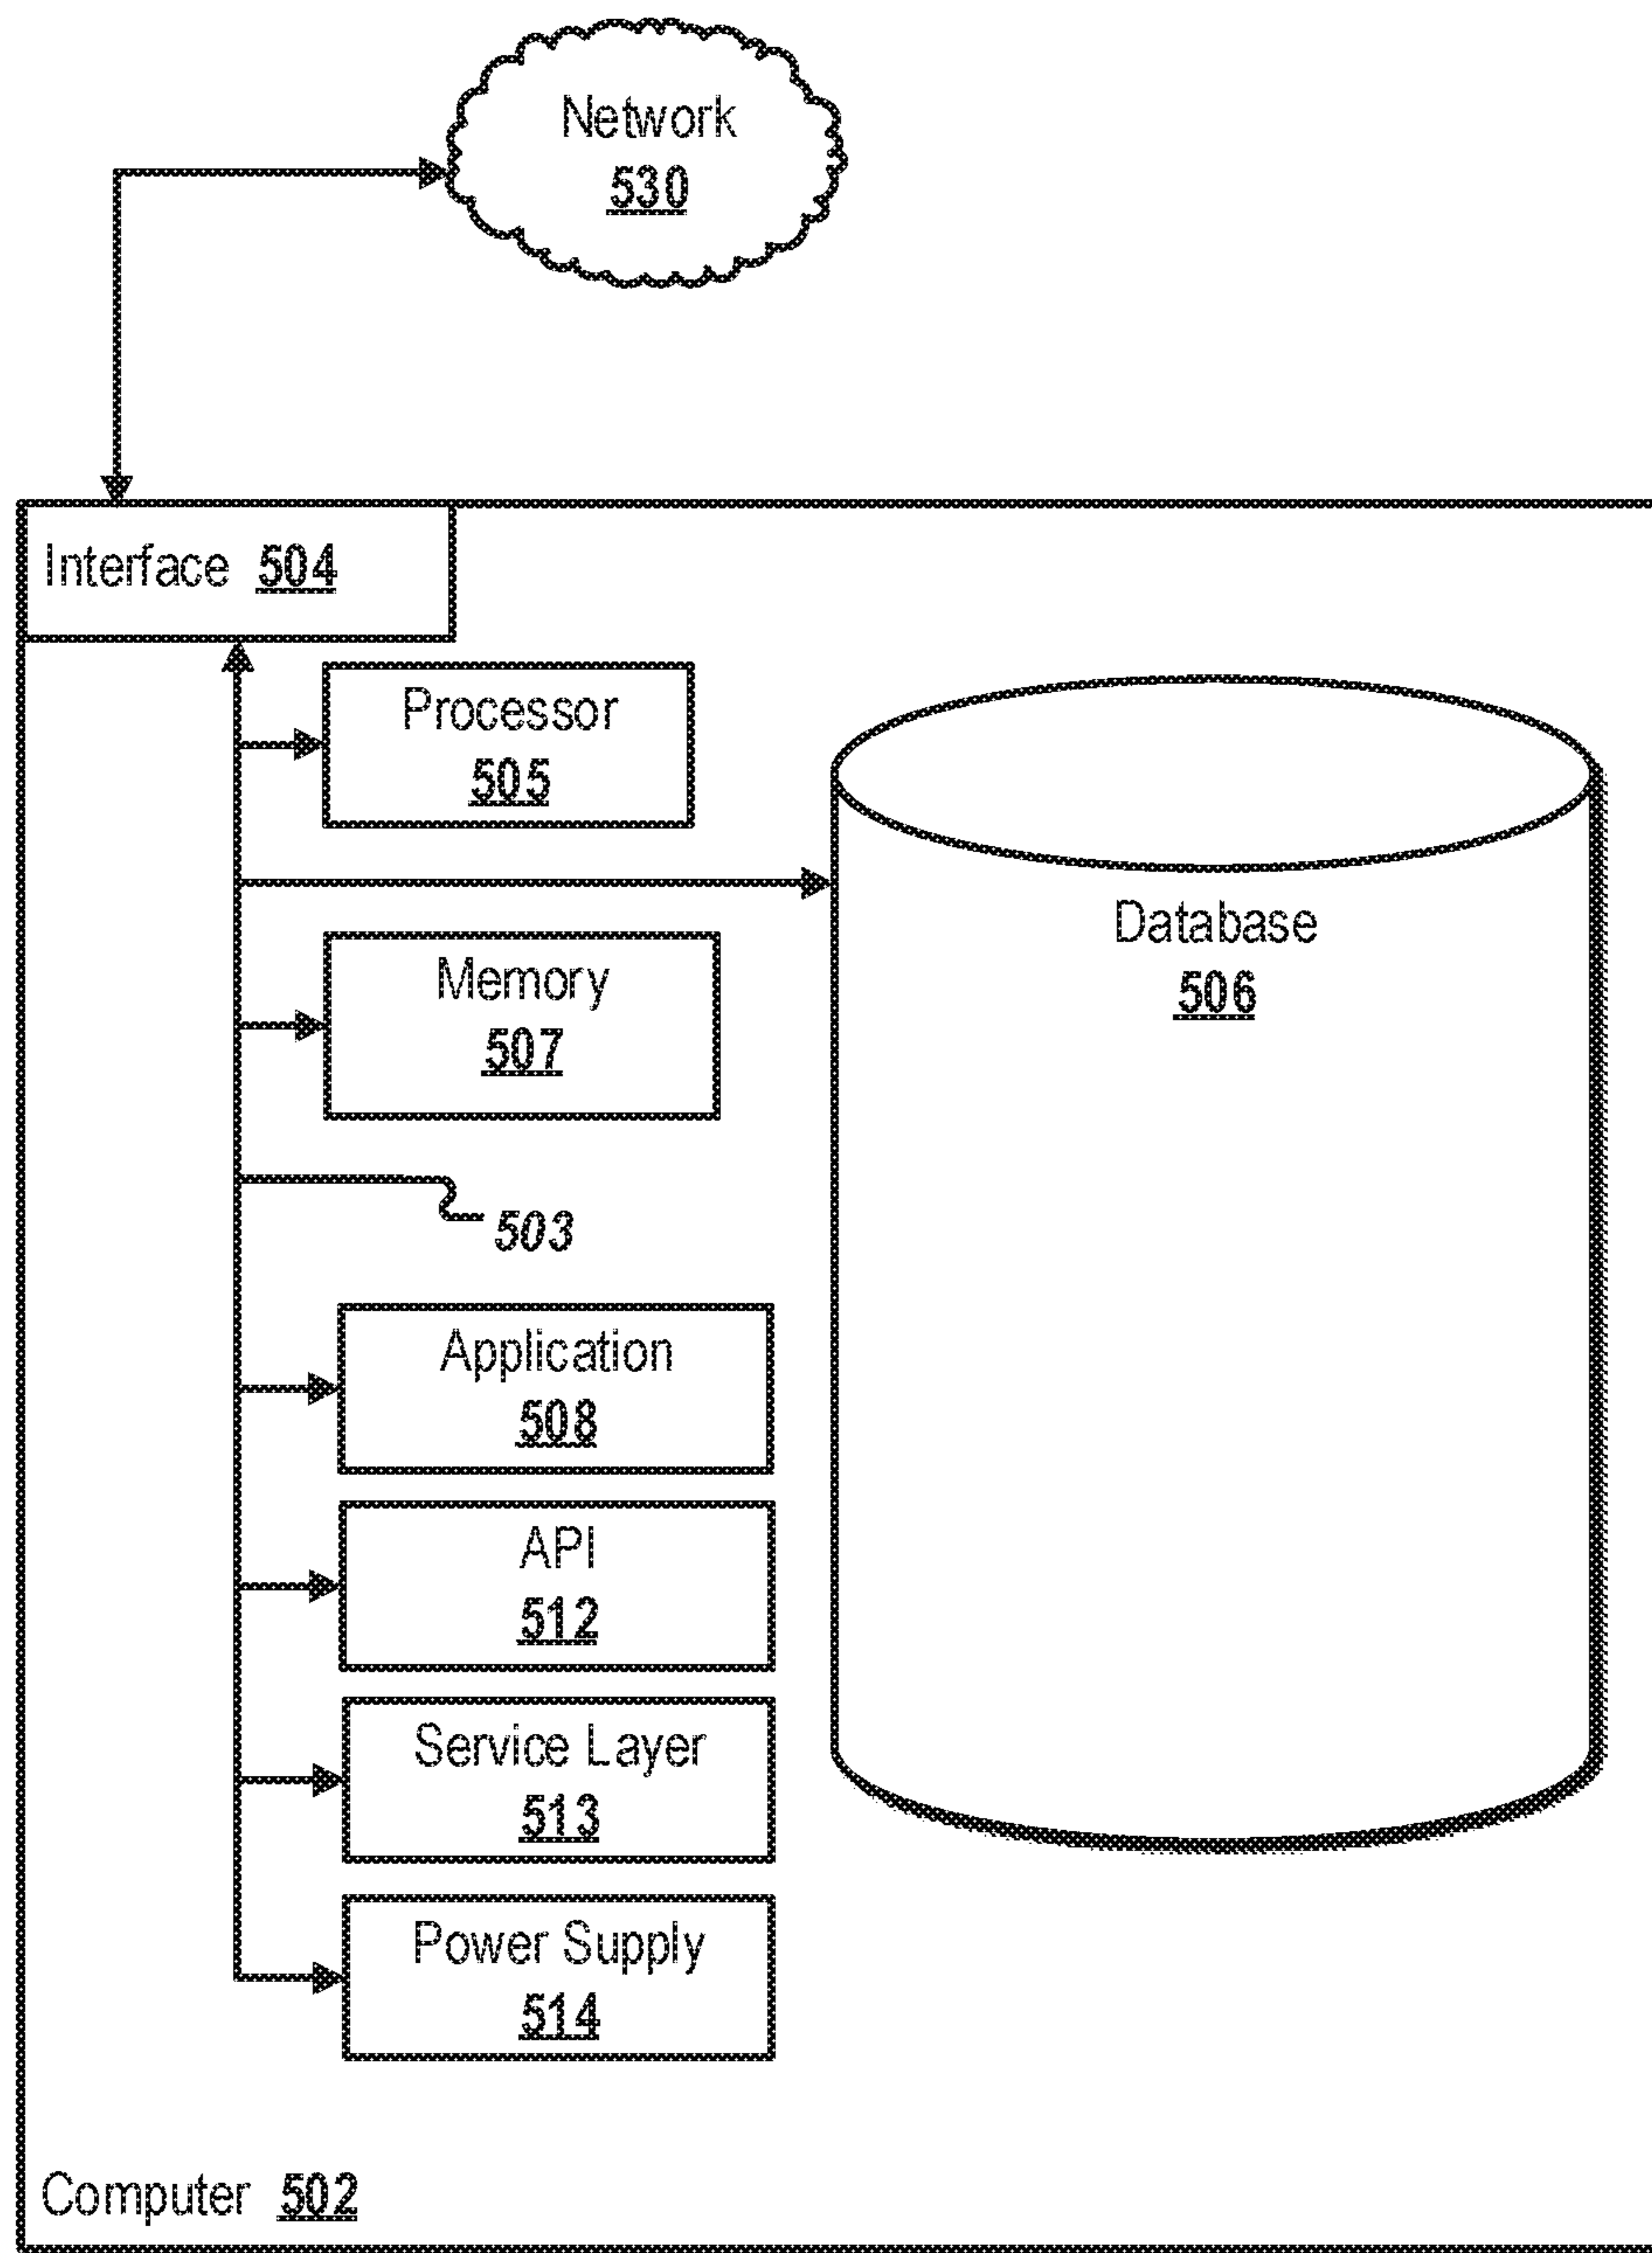 Network
530
Interface 504
Processor
505
Database
506
Memory
507
503
Application
508
API
512
Service Layer
513
Power Supply
514
Computer 502